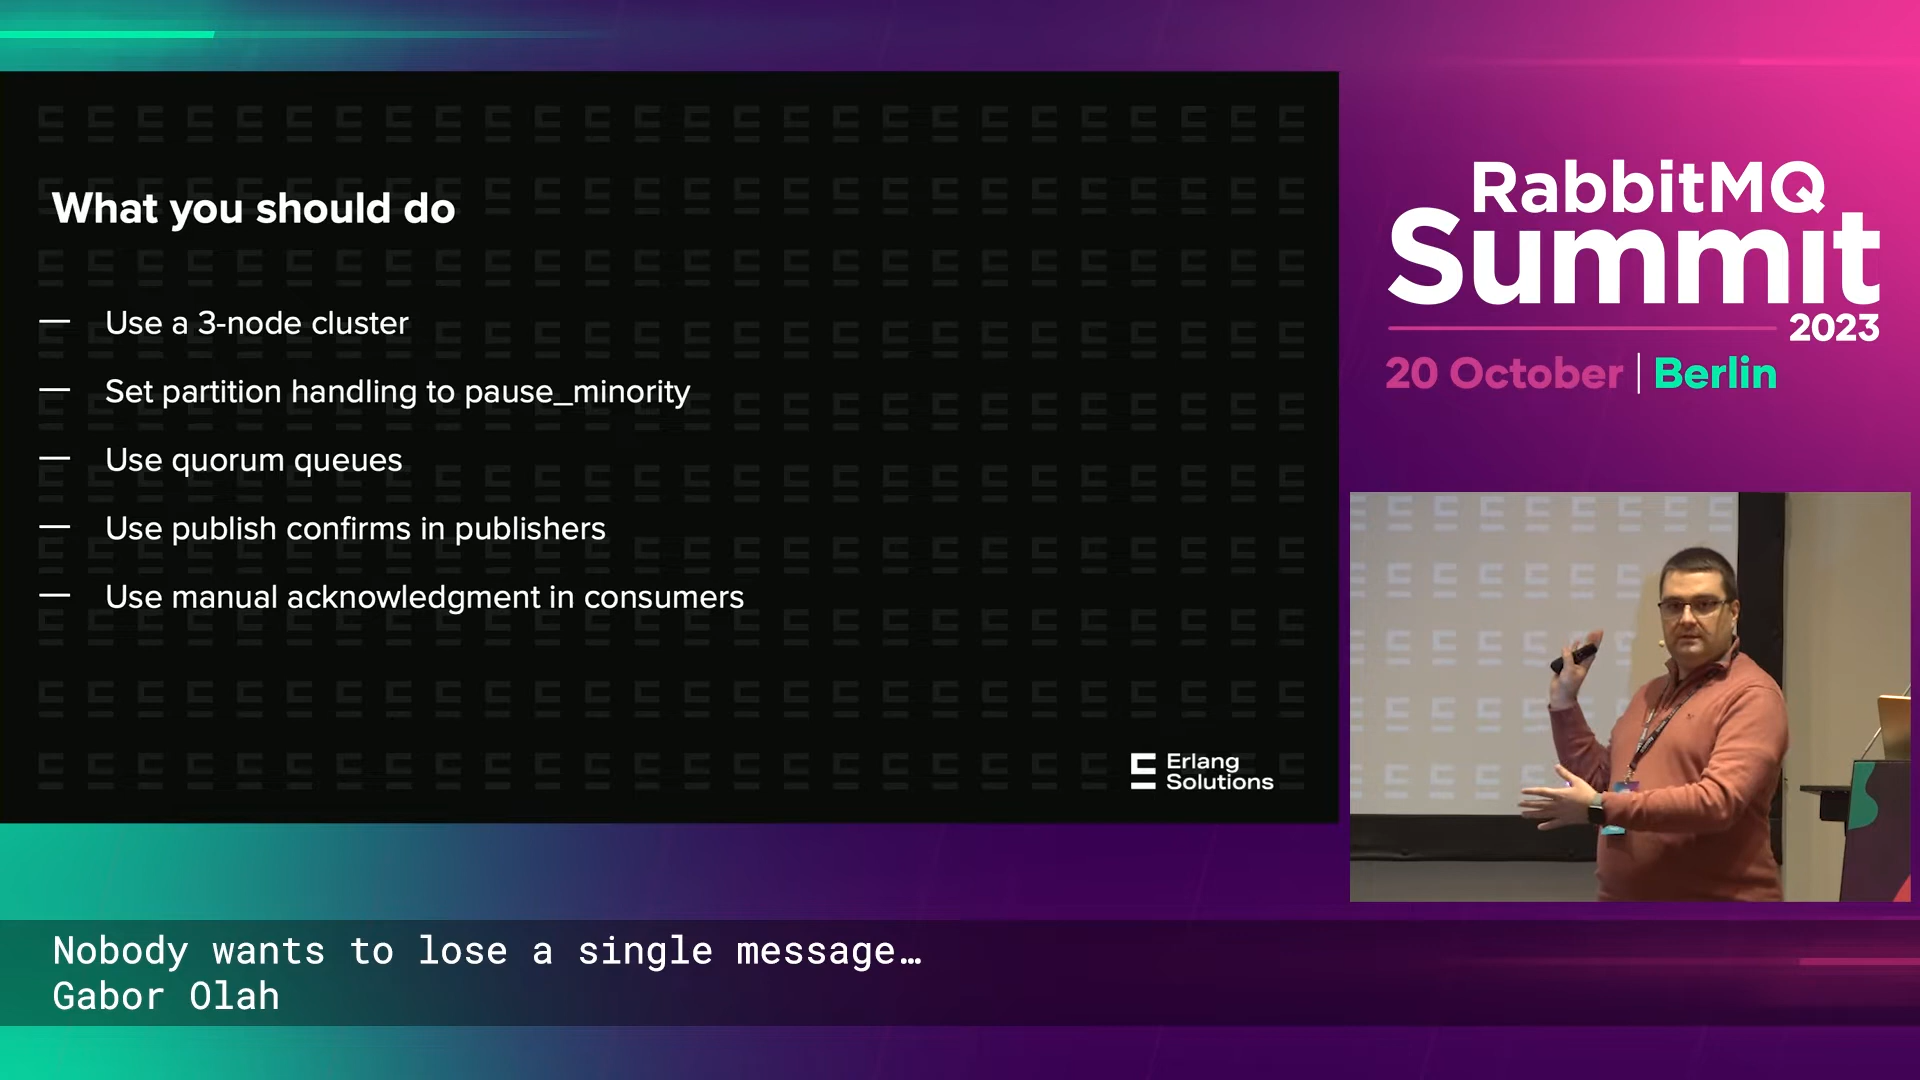 What you should do
— Use a 3-node cluster
— Set partition handling to pause_minority
— Use quorum queues
— Use publish confirms in publishers
— Use manual acknowledgment in consumers
Erlang
Solutions
RabbitMQ
Summit
2023
20 October | Berlin
Nobody wants to lose a single message…
Gabor Olah